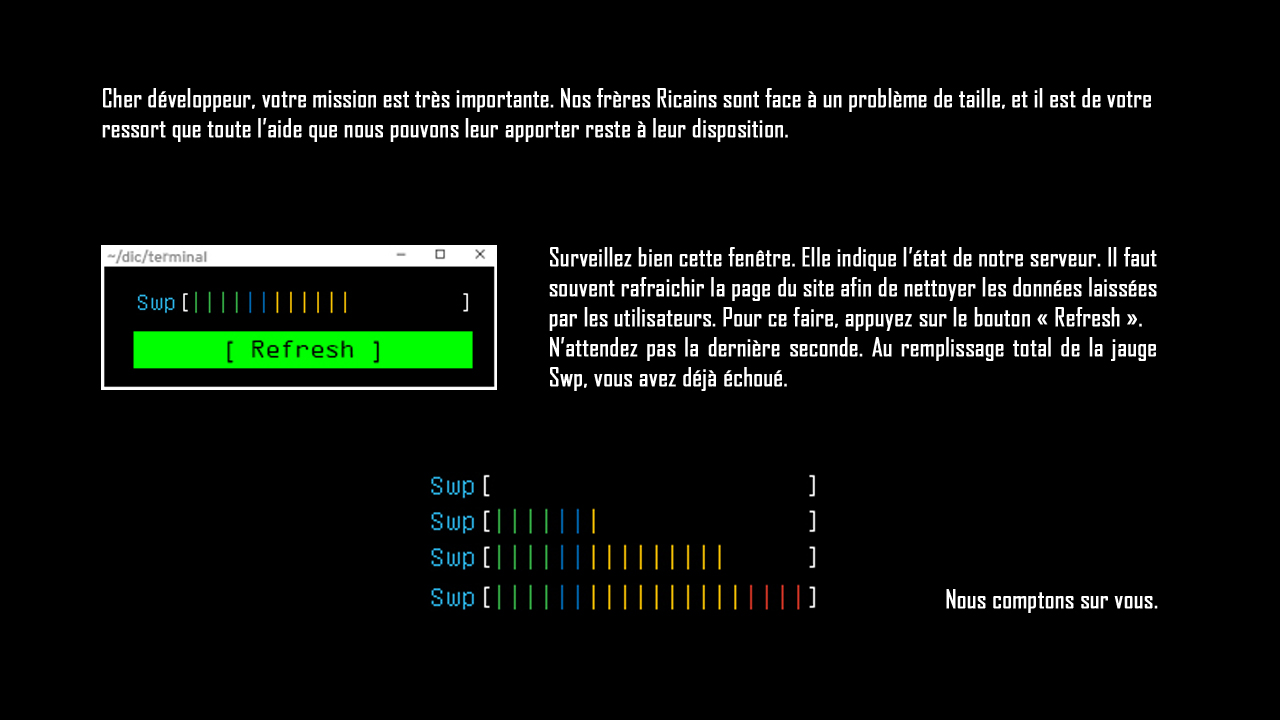 Cher développeur, votre mission est très importante. Nos frères Ricains sont face à un problème de taille, et il est de votre
ressort que toute l'aide que nous pouvons leur apporter reste à leur disposition.
~/dic/terminal
Swp[|||||||||||| ]
[ Refresh ]
Surveillez bien cette fenêtre. Elle indique l'état de notre serveur. Il faut
souvent rafraichir la page du site afin de nettoyer les données laissées
par les utilisateurs. Pour ce faire, appuyez sur le bouton « Refresh ».
N'attendez pas la dernière seconde. Au remplissage total de la jauge
Swp, vous avez déjà échoué.
Swp[ ]
Swp[||||||| ]
Swp[||||||||||||||| ]
Swp[||||||||||||||||||||]
Nous comptons sur vous.